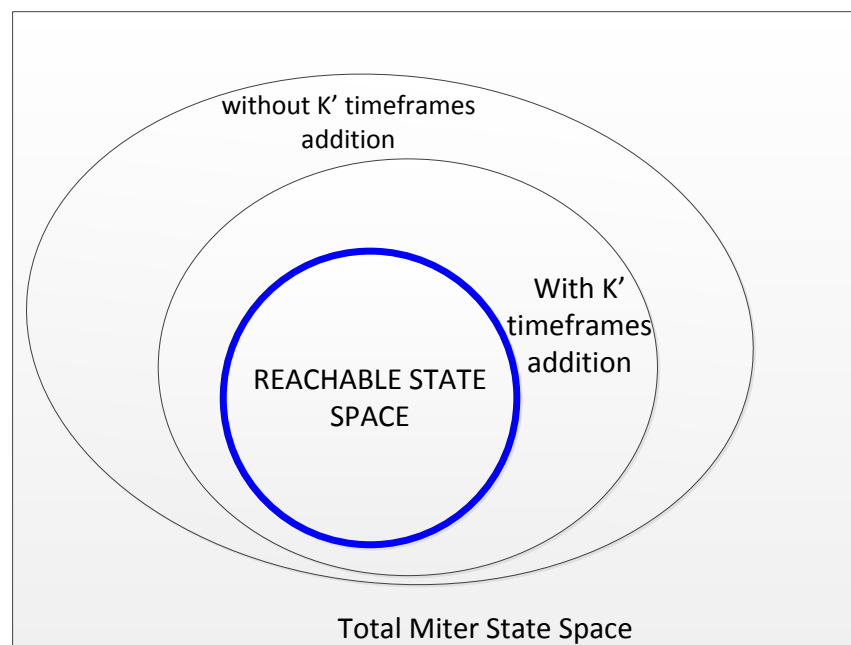 without K’ timeframes
addition
With K’
timeframes
addition
REACHABLE STATE
SPACE
Total Miter State Space